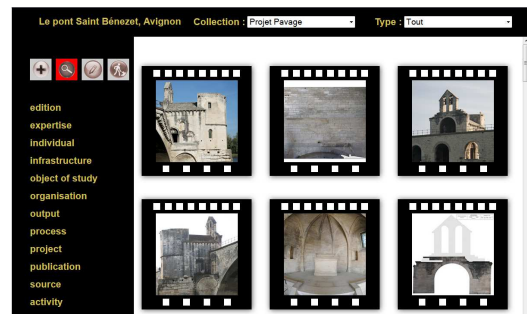 Le pont Saint Bénezet, Avignon Collection : Projet Pavage Type : Tout
edition
expertise
individual
infrastructure
object of study
organisation
output
process
project
publication
source
activity